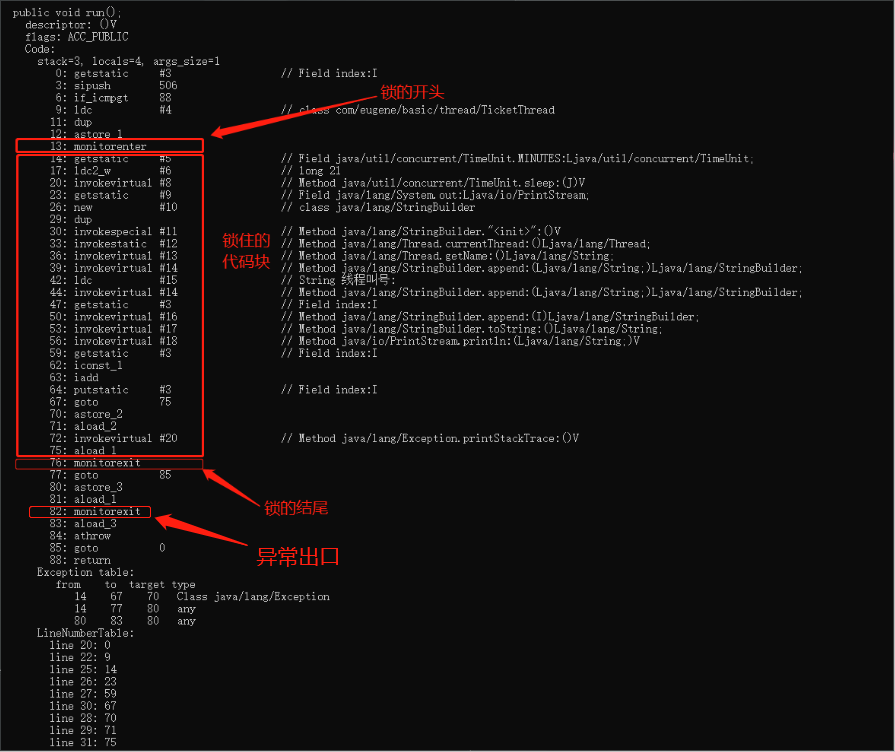 public void run();
descriptor: ()V
flags: ACC_PUBLIC
Code:
stack=3, locals=4, args_size=1
0: getstatic #3 // Field index:I
3: sipush 506
6: if_icmpgt 88
锁的开头
9: ldc #4 // class com/eugene/basic/thread/TicketThread
11: dup
12: astore_1
13: monitorenter
14: getstatic #5 // Field java/util/concurrent/TimeUnit.MINUTES:Ljava/util/concurrent/TimeUnit;
17: ldc2_w #6 // long 2l
20: invokevirtual #8 // Method java/util/concurrent/TimeUnit.sleep:(J)V
23: getstatic #9 // Field java/lang/System.out:Ljava/io/PrintStream;
26: new #10 // class java/lang/StringBuilder
29: dup
30: invokespecial #11 // Method java/lang/StringBuilder."<init>":()V
锁住的
代码块
33: invokestatic #12 // Method java/lang/Thread.currentThread:()Ljava/lang/Thread;
36: invokevirtual #13 // Method java/lang/Thread.getName:()Ljava/lang/String;
39: invokevirtual #14 // Method java/lang/StringBuilder.append:(Ljava/lang/String;)Ljava/lang/StringBuilder;
42: ldc #15 // String 线程叫号:
44: invokevirtual #14 // Method java/lang/StringBuilder.append:(Ljava/lang/String;)Ljava/lang/StringBuilder;
47: getstatic #3 // Field index:I
50: invokevirtual #16 // Method java/lang/StringBuilder.append:(I)Ljava/lang/StringBuilder;
53: invokevirtual #17 // Method java/lang/StringBuilder.toString:()Ljava/lang/String;
56: invokevirtual #18 // Method java/io/PrintStream.println:(Ljava/lang/String;)V
59: getstatic #3 // Field index:I
62: iconst_1
63: iadd
64: putstatic #3 // Field index:I
67: goto 75
70: astore_2
71: aload_2
72: invokevirtual #20 // Method java/lang/Exception.printStackTrace:()V
75: aload_1
76: monitorexit
77: goto 85
80: astore_3
81: aload_1
锁的结尾
82: monitorexit
83: aload_3
84: athrow
85: goto 0
异常出口
88: return
Exception table:
from to target type
14 67 70 Class java/lang/Exception
14 77 80 any
80 83 80 any
LineNumberTable:
line 20: 0
line 22: 9
line 25: 14
line 26: 23
line 27: 59
line 30: 67
line 28: 70
line 29: 71
line 31: 75